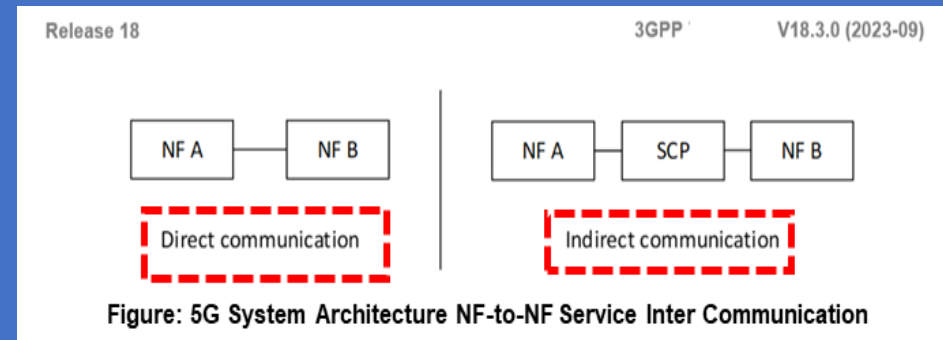 Release 18 3GPP V18.3.0 (2023-09)
NF A NF B NF A SCP NF B
Direct communication Indirect communication
Figure: 5G System Architecture NF-to-NF Service Inter Communication